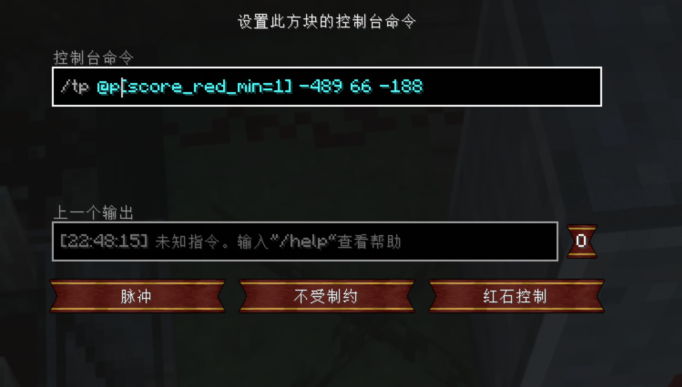 设置此方块的控制台命令
控制台命令
/tp @p[score_red_min=1] -489 66 -188
上一个输出
[22:48:15] 未知指令。输入"/help"查看帮助
O
脉冲
不受制约
红石控制